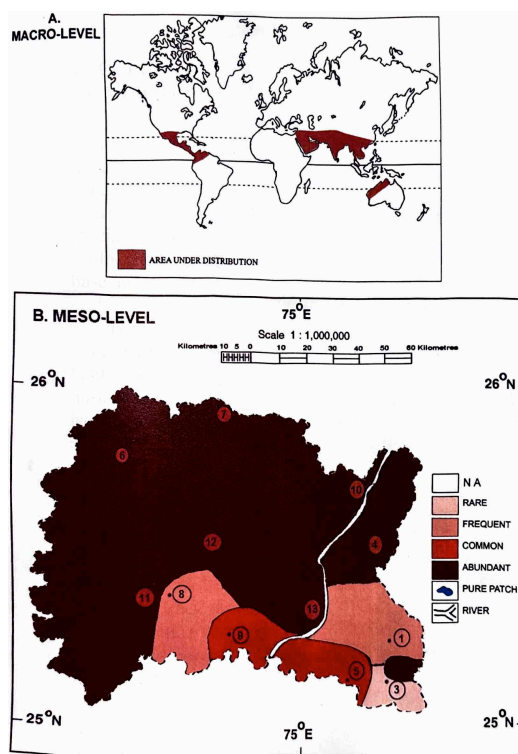 A.
MACRO-LEVEL
AREA UNDER DISTRIBUTION
B. MESO-LEVEL
75°E
Scale 1 : 1,000,000
Kilometres 10 5 0 10 20 30 40 50 60 Kilometres
26°N 26°N
7
6
10
12
4
11
8
13
9
1
5
3
N A
RARE
FREQUENT
COMMON
ABUNDANT
PURE PATCH
RIVER
25°N 25°N
75°E